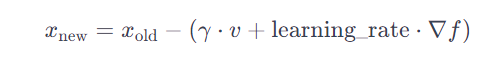 x_new = x_old − (γ · v + learning_rate · ∇f)